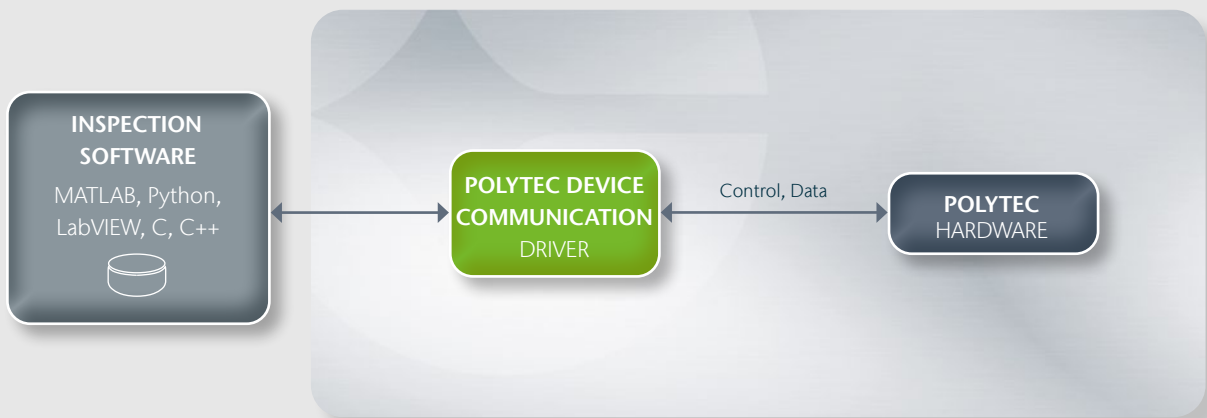 INSPECTION
SOFTWARE
MATLAB, Python,
LabVIEW, C, C++
POLYTEC DEVICE
COMMUNICATION
DRIVER
Control, Data
POLYTEC
HARDWARE